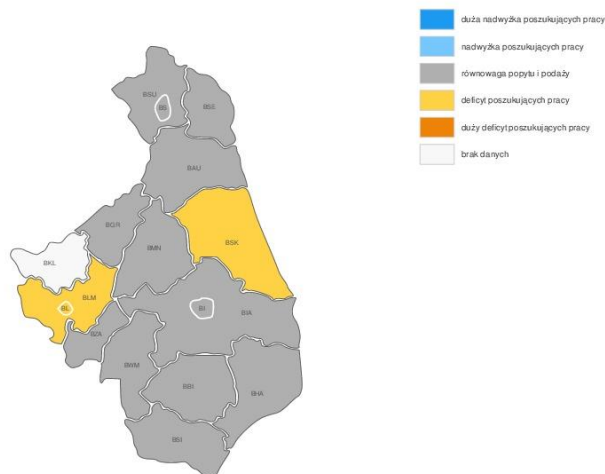 duża nadwyżka poszukujących pracy
nadwyżka poszukujących pracy
równowaga popytu i podaży
deficyt poszukujących pracy
duży deficyt poszukujących pracy
brak danych
BSU
BS
BSE
BAU
BGR
BMN
BSK
BKL
BLM
BL
BZA
BI
BIA
BWM
BBI
BHA
BSI